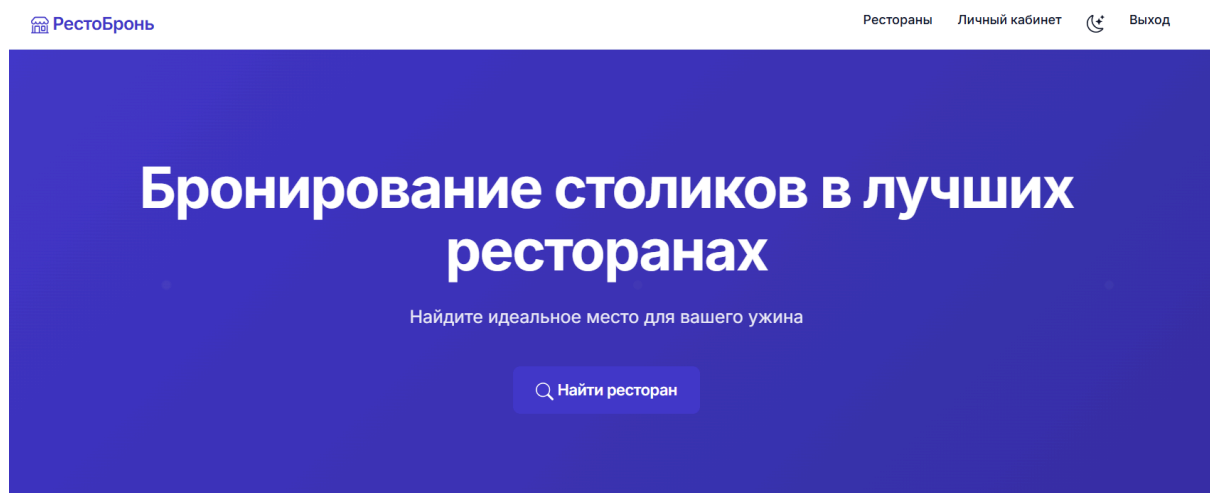 РестоБронь
Рестораны Личный кабинет Выход
Бронирование столиков в лучших
ресторанах
Найдите идеальное место для вашего ужина
Найти ресторан